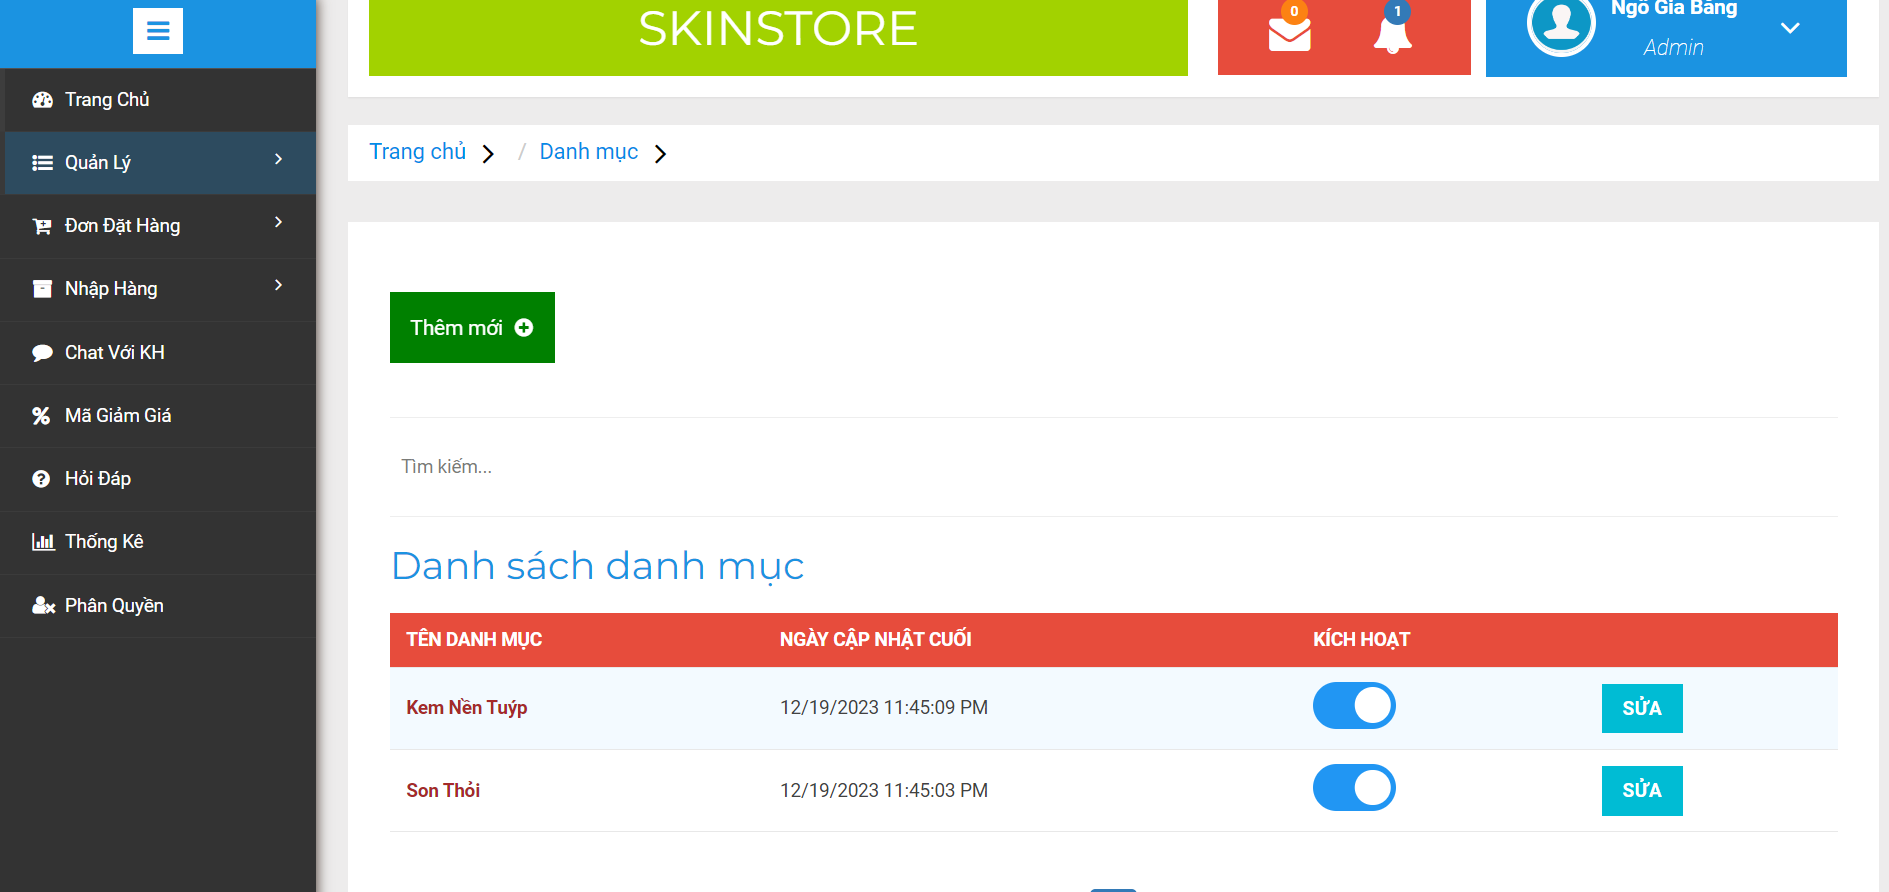 SKINSTORE
0
1
Ngô Gia Băng
Admin
Trang Chủ
Quản Lý
Đơn Đặt Hàng
Nhập Hàng
Chat Với KH
Mã Giảm Giá
Hỏi Đáp
Thống Kê
Phân Quyền
Trang chủ / Danh mục
Thêm mới
Tìm kiếm...
Danh sách danh mục
TÊN DANH MỤC NGÀY CẬP NHẬT CUỐI KÍCH HOẠT
Kem Nền Tuýp 12/19/2023 11:45:09 PM SỬA
Son Thỏi 12/19/2023 11:45:03 PM SỬA